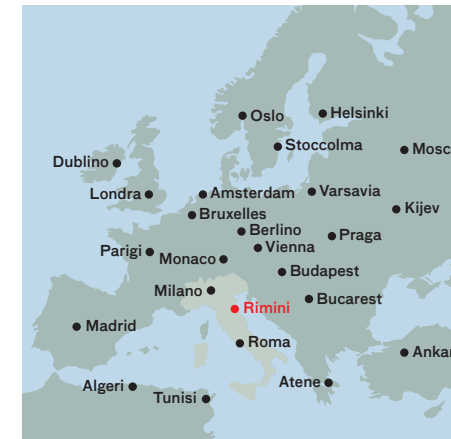 Oslo
Helsinki
Stoccolma
Mosc
Dublino
Londra
Amsterdam
Varsavia
Bruxelles
Kijev
Berlino
Praga
Parigi
Vienna
Monaco
Budapest
Milano
Bucarest
Rimini
Madrid
Roma
Ankar
Algeri
Atene
Tunisi